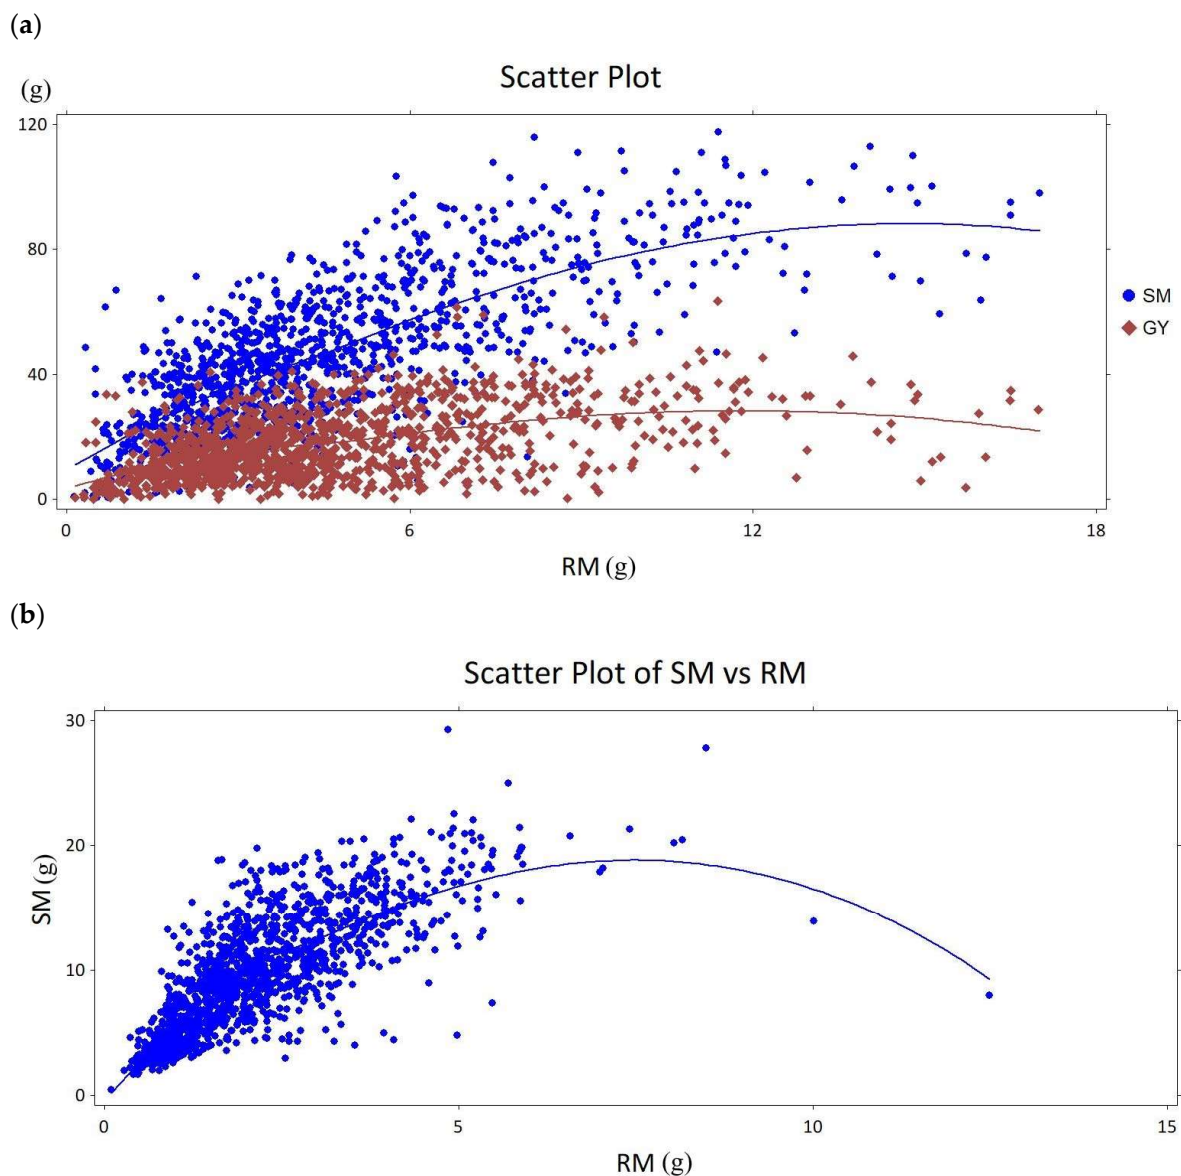 (a)
Scatter Plot
(g)
120
80
40
0
0 6 12 18
RM (g)
SM
GY
(b)
Scatter Plot of SM vs RM
30
20
10
0
SM (g)
0 5 10 15
RM (g)